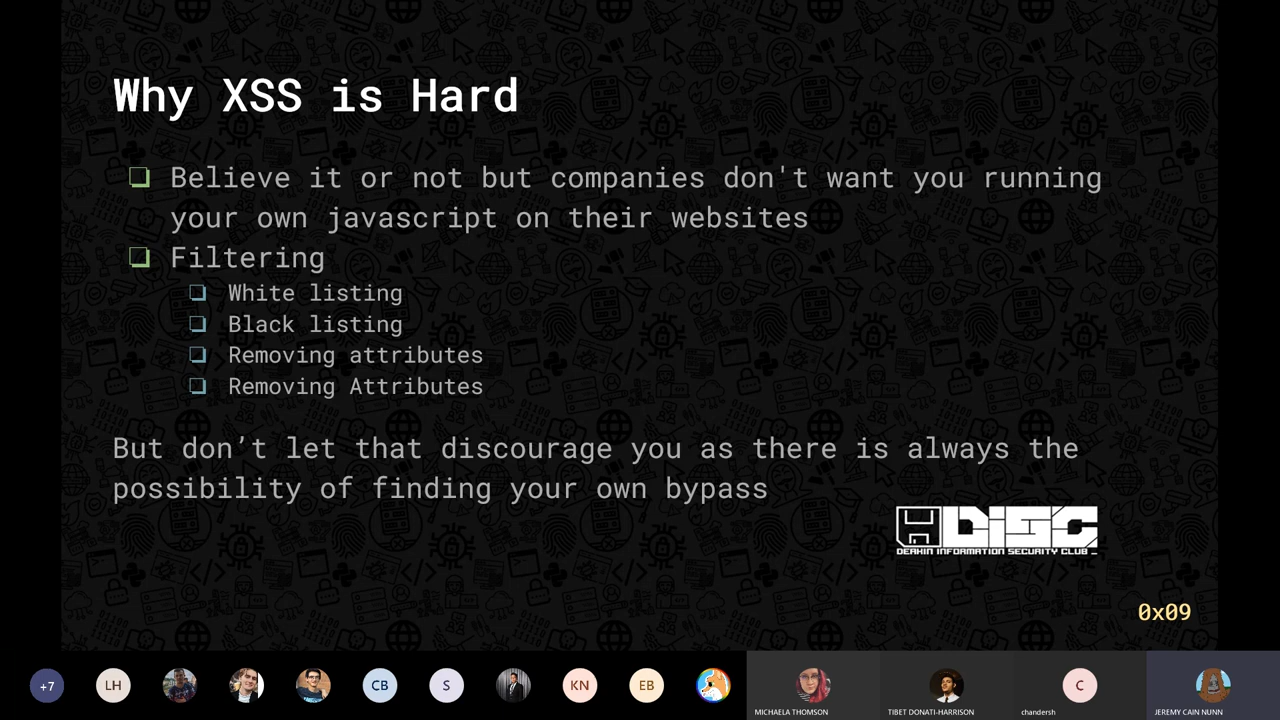 Why XSS is Hard
Believe it or not but companies don't want you running
your own javascript on their websites
Filtering
White listing
Black listing
Removing attributes
Removing Attributes
But don’t let that discourage you as there is always the
possibility of finding your own bypass
DISC
DEAKIN INFORMATION SECURITY CLUB _
0x09
+7
LH
CB
S
KN
EB
C
MICHAELA THOMSON
TIBET DONATI-HARRISON
chandersh
JEREMY CAIN NUNN